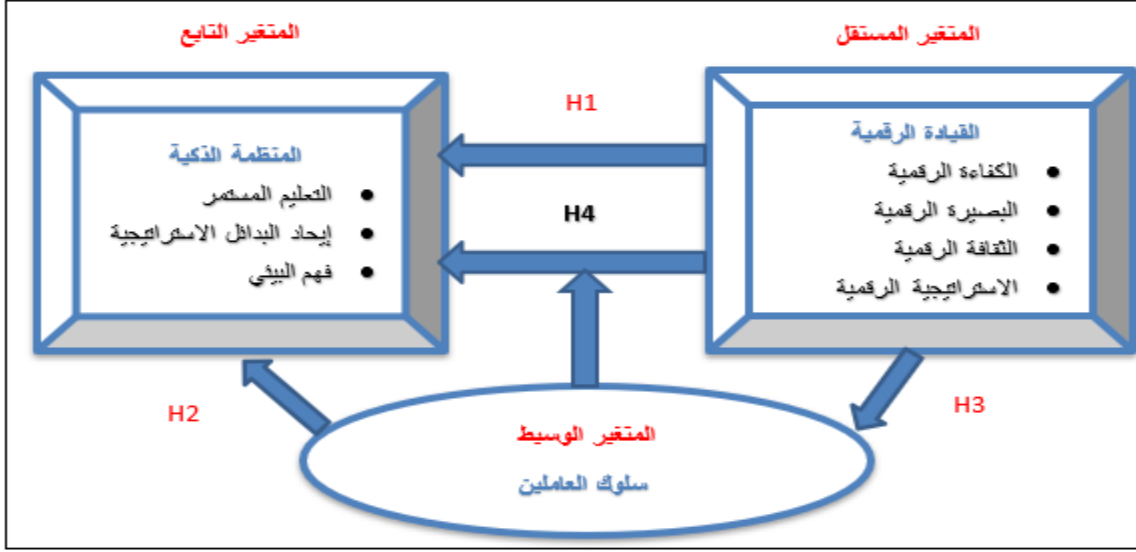 المتغير المستقل
المتغير التابع
القيادة الرقمية
الكفاءة الرقمية
البصيرة الرقمية
الثقافة الرقمية
الاستراتيجية الرقمية
H1
H4
المنظمة الذكية
التعليم المستمر
إيجاد البدائل الاستراتيجية
فهم البيئي
H3
H2
المتغير الوسيط
سلوك العاملين